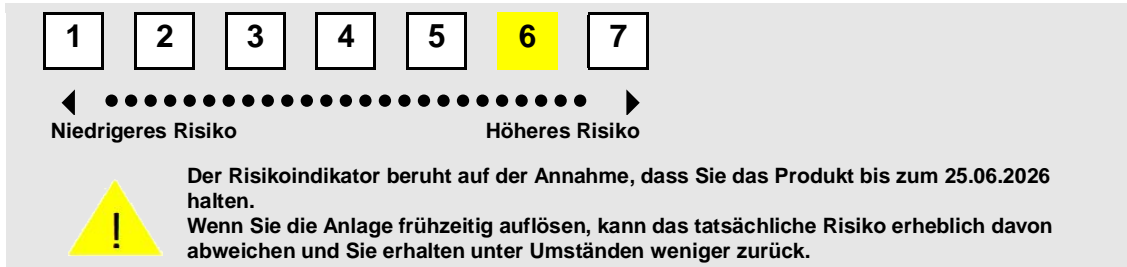 1 2 3 4 5 6 7
Niedrigeres Risiko Höheres Risiko
Der Risikoindikator beruht auf der Annahme, dass Sie das Produkt bis zum 25.06.2026
halten.
Wenn Sie die Anlage frühzeitig auflösen, kann das tatsächliche Risiko erheblich davon
abweichen und Sie erhalten unter Umständen weniger zurück.
!